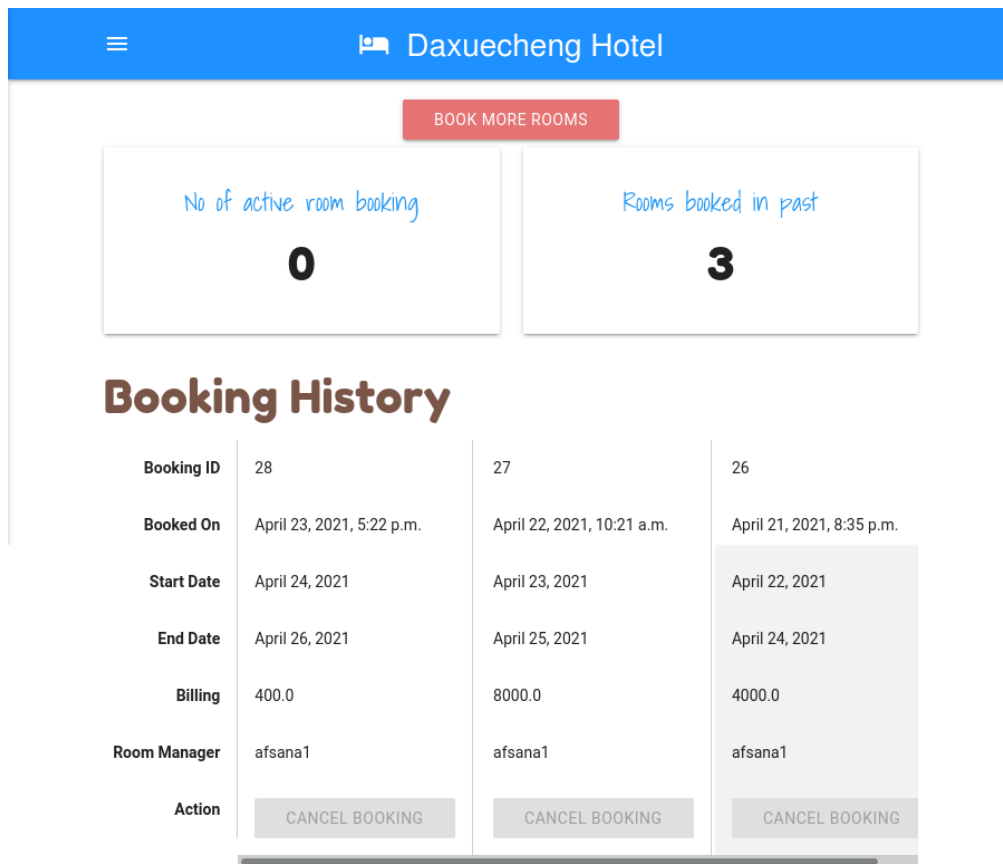 Daxuecheng Hotel
BOOK MORE ROOMS
No of active room booking
0
Rooms booked in past
3
Booking History
Booking ID 28 27 26
Booked On April 23, 2021, 5:22 p.m. April 22, 2021, 10:21 a.m. April 21, 2021, 8:35 p.m.
Start Date April 24, 2021 April 23, 2021 April 22, 2021
End Date April 26, 2021 April 25, 2021 April 24, 2021
Billing 400.0 8000.0 4000.0
Room Manager afsana1 afsana1 afsana1
Action CANCEL BOOKING CANCEL BOOKING CANCEL BOOKING